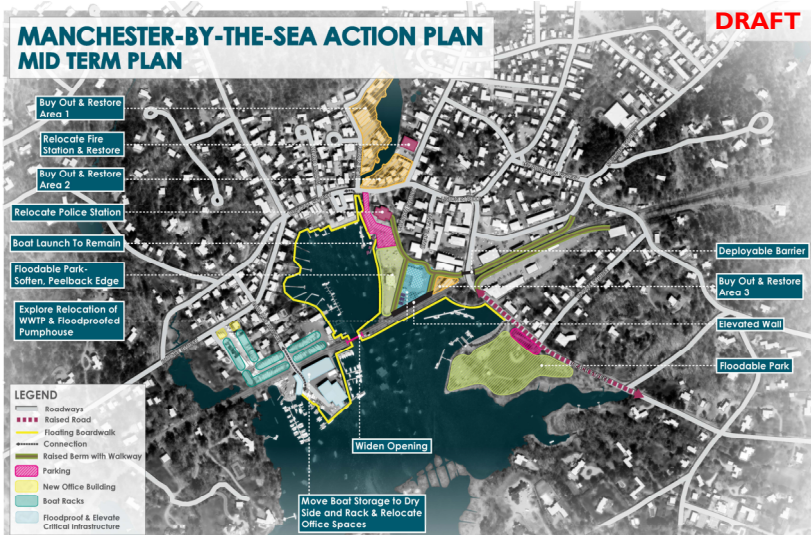 DRAFT
MANCHESTER-BY-THE-SEA ACTION PLAN
MID TERM PLAN
Buy Out & Restore
Area 1
Relocate Fire
Station & Restore
Buy Out & Restore
Area 2
Relocate Police Station
Boat Launch To Remain
Floodable Park-
Soften, Peelback Edge
Explore Relocation of
WWTP & Floodproofed
Pumphouse
Deployable Barrier
Buy Out & Restore
Area 3
Elevated Wall
Floodable Park
Widen Opening
Move Boat Storage to Dry
Side and Rack & Relocate
Office Spaces
LEGEND
Roadways
Raised Road
Floating Boardwalk
Connection
Raised Berm with Walkway
Parking
New Office Building
Boat Racks
Floodproof & Elevate
Critical Infrastructure